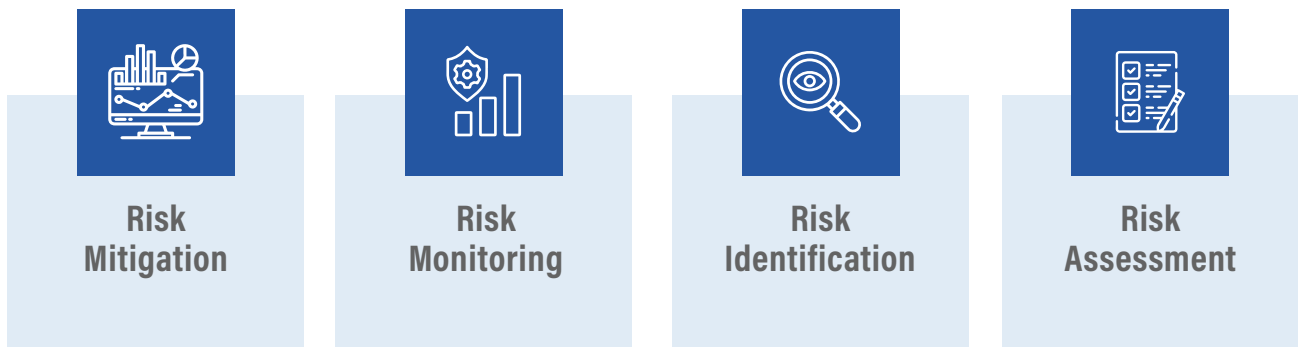 Risk
Mitigation
Risk
Monitoring
Risk
Identification
Risk
Assessment